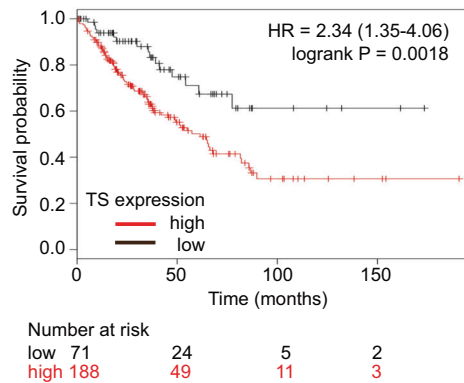 HR = 2.34 (1.35-4.06)
logrank P = 0.0018
Survival probability
1.0
0.8
0.6
0.4
0.2
0.0
TS expression
high
low
0 50 100 150
Time (months)
Number at risk
low 71 24 5 2
high 188 49 11 3